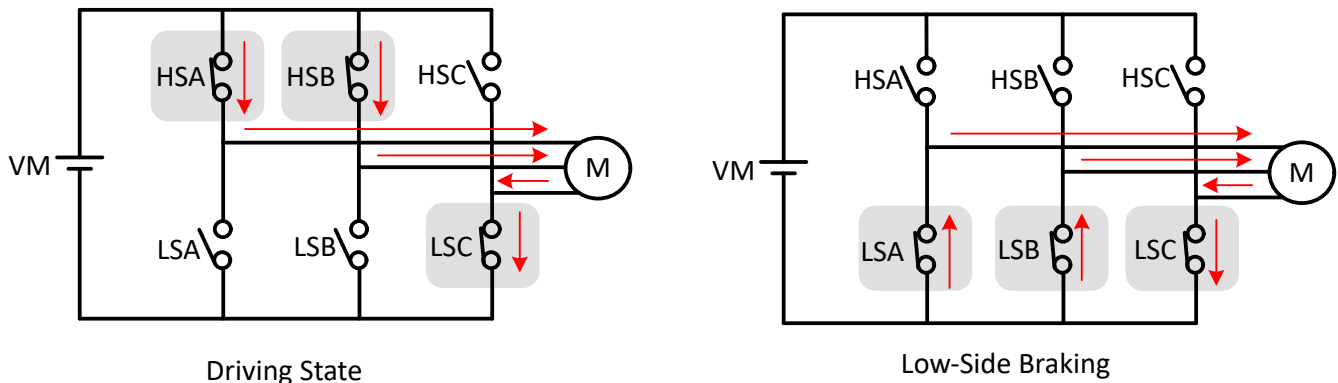 HSA
HSB
HSC
VM
M
LSA
LSB
LSC
Driving State
HSA
HSB
HSC
VM
M
LSA
LSB
LSC
Low-Side Braking